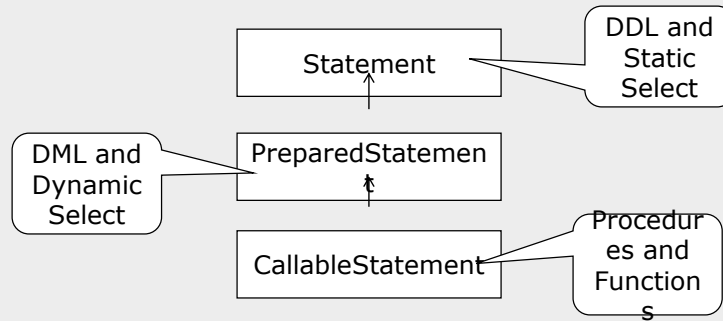 Statement
DDL and
Static
Select
DML and
Dynamic
Select
PreparedStatemen
t
CallableStatement
Procedur
es and
Function
s